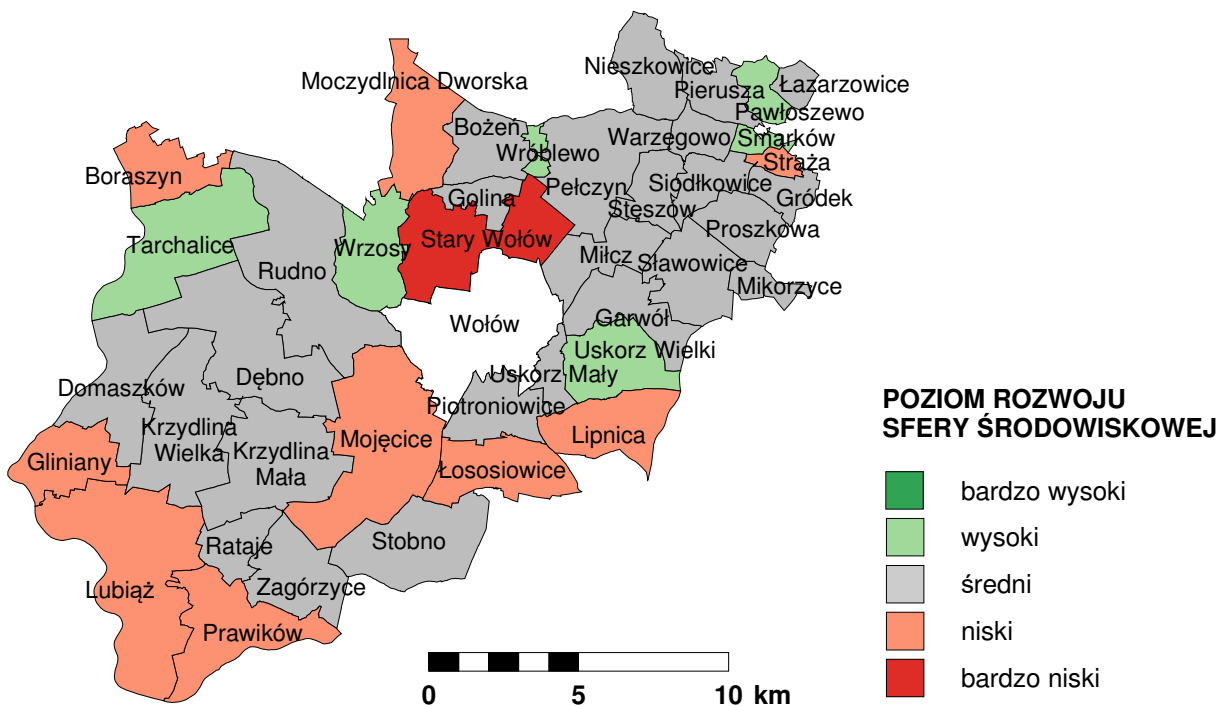 Nieszkowice
Pierusza
Łazarzowice
Pawłoszewo
Moczydlnica Dworska
Bożeń
Wróblewo
Warzęgowo
Smarków
Straża
Boraszyn
Golina
Pełczyn
Siodłkowice
Gródek
Stęszów
Proszkowa
Tarchalice
Wrzosy
Stary Wołów
Rudno
Miłcz
Sławowice
Mikorzyce
Wołów
Garwół
Uskorz Wielki
Domaszków
Dębno
Uskorz Mały
Piotroniowice
Krzydlina
Wielka
Krzydlina
Mała
Mojęcice
Lipnica
Gliniany
Łososiowice
Rataje
Stobno
Lubiąż
Zagórzyce
Prawików
POZIOM ROZWOJU
SFERY ŚRODOWISKOWEJ
bardzo wysoki
wysoki
średni
niski
bardzo niski
0 5 10 km